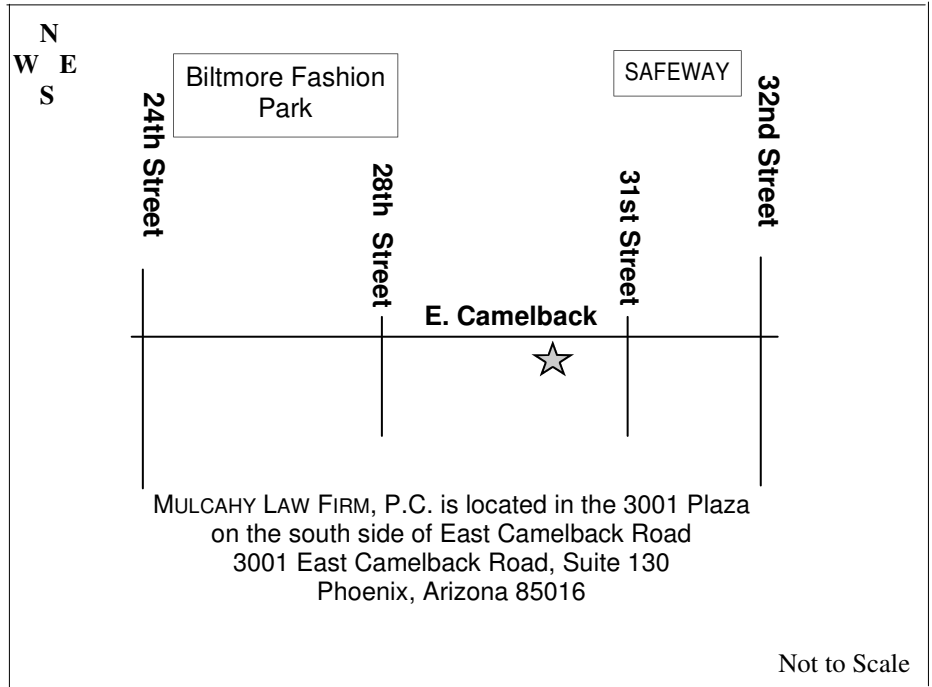 N
W E
S
Biltmore Fashion
Park
SAFEWAY
24th Street
28th Street
31st Street
32nd Street
E. Camelback
MULCAHY LAW FIRM, P.C. is located in the 3001 Plaza
on the south side of East Camelback Road
3001 East Camelback Road, Suite 130
Phoenix, Arizona 85016
Not to Scale